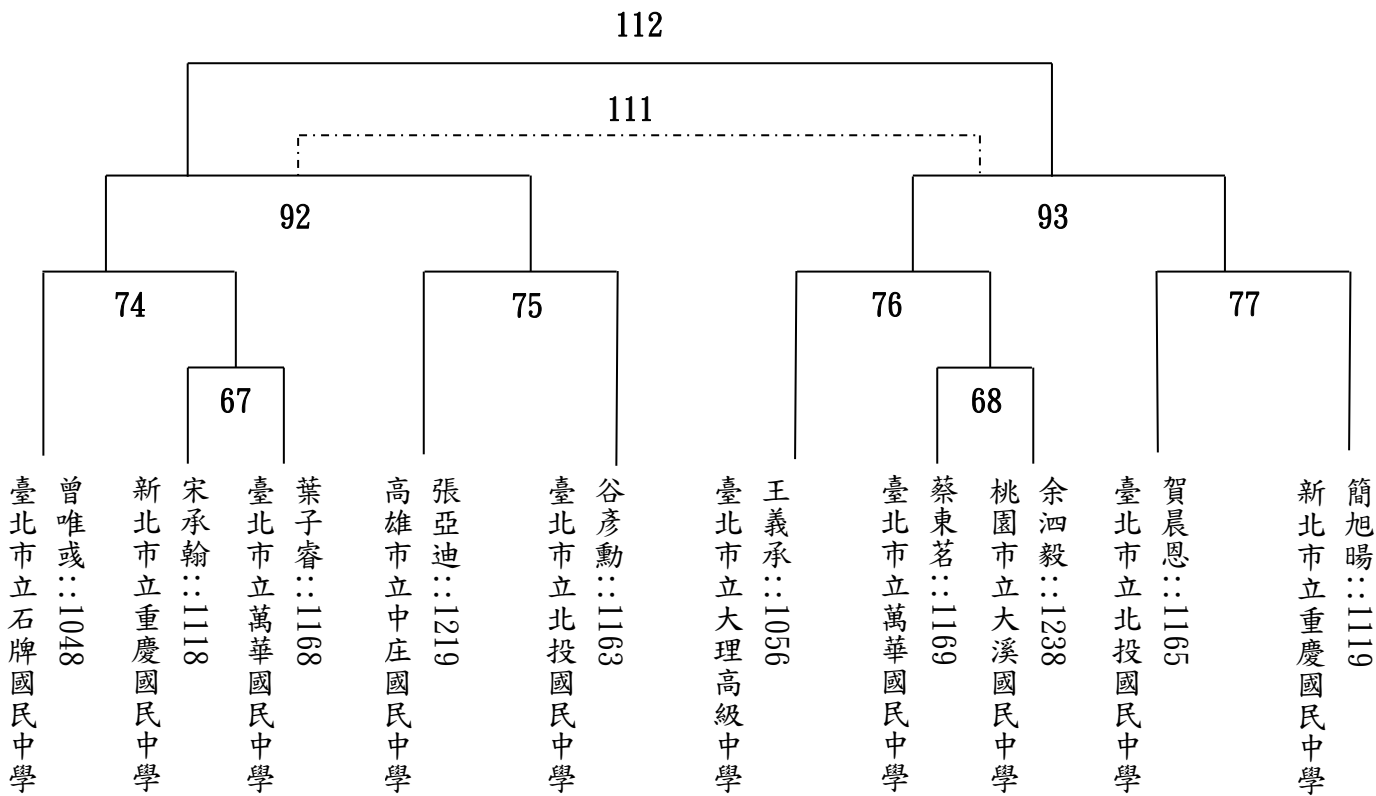 112
111
92
93
74
75
76
77
67
68
臺北市立石牌國民中學
曾唯彧::1048
新北市立重慶國民中學
宋承翰::1118
臺北市立萬華國民中學
葉子睿::1168
高雄市立中庄國民中學
張亞迪::1219
臺北市立北投國民中學
谷彥勳::1163
臺北市立大理高級中學
王義承::1056
臺北市立萬華國民中學
蔡東茗::1169
桃園市立大溪國民中學
余泗毅::1238
臺北市立北投國民中學
賀晨恩::1165
新北市立重慶國民中學
簡旭暘::1119